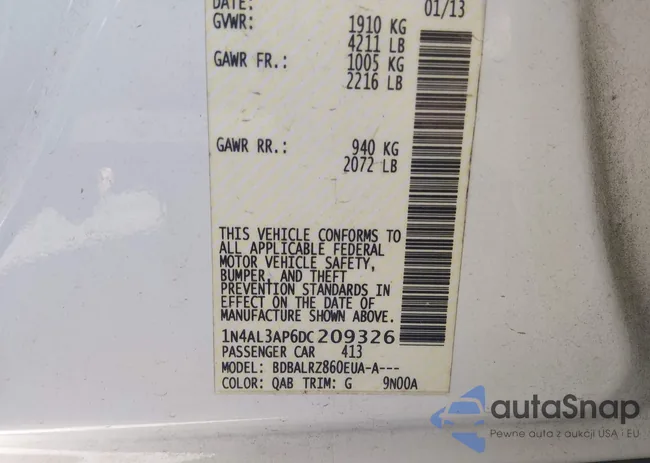 DATE: 01/13
GVWR: 1910 KG
4211 LB
GAWR FR.: 1005 KG
2216 LB
GAWR RR.: 940 KG
2072 LB
THIS VEHICLE CONFORMS TO
ALL APPLICABLE FEDERAL
MOTOR VEHICLE SAFETY,
BUMPER, AND THEFT
PREVENTION STANDARDS IN
EFFECT ON THE DATE OF
MANUFACTURE SHOWN ABOVE.
1N4AL3AP6DC209326
PASSENGER CAR 413
MODEL: BDBALRZ860EUA-A---
COLOR: QAB TRIM: G 9N00A
autaSnap
Pewne auta z aukcji USA i EU